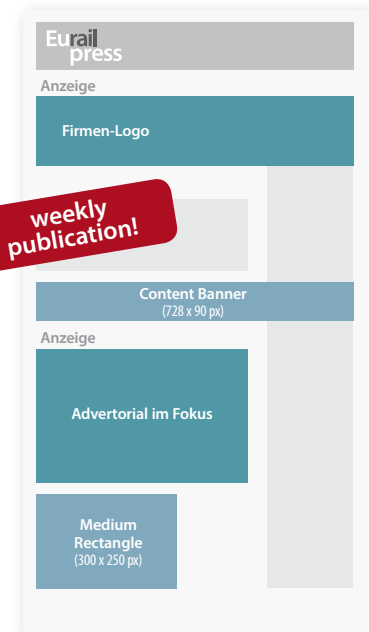 Eurail
press
Anzeige
Firmen-Logo
weekly
publication!
Content Banner
(728 x 90 px)
Anzeige
Advertorial im Fokus
Medium
Rectangle
(300 x 250 px)